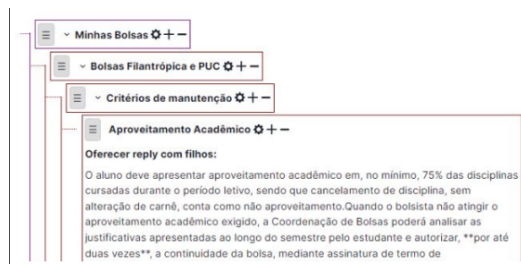 Minhas Bolsas
Bolsas Filantrópica e PUC
Critérios de manutenção
Aproveitamento Acadêmico
Oferecer reply com filhos:
O aluno deve apresentar aproveitamento acadêmico em, no mínimo, 75% das disciplinas
cursadas durante o período letivo, sendo que cancelamento de disciplina, sem
alteração de carnê, conta como não aproveitamento.Quando o bolsista não atingir o
aproveitamento acadêmico exigido, a Coordenação de Bolsas poderá analisar as
justificativas apresentadas ao longo do semestre pelo estudante e autorizar, **por até
duas vezes**, a continuidade da bolsa, mediante assinatura de termo de